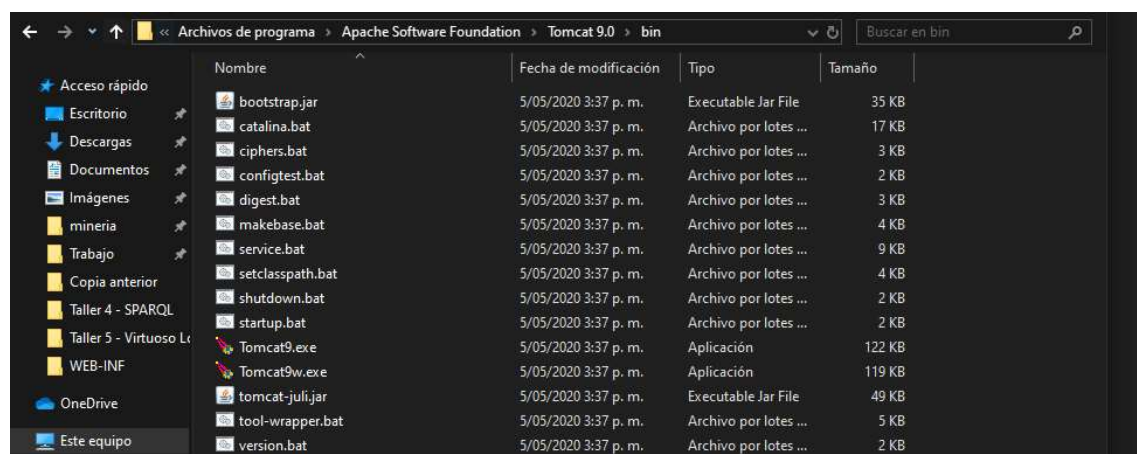 « Archivos de programa › Apache Software Foundation › Tomcat 9.0 › bin
Buscar en bin
Nombre Fecha de modificación Tipo Tamaño
Acceso rápido
Escritorio
Descargas
Documentos
Imágenes
mineria
Trabajo
Copia anterior
Taller 4 - SPARQL
Taller 5 - Virtuoso
WEB-INF
OneDrive
Este equipo
bootstrap.jar 5/05/2020 3:37 p. m. Executable Jar File 35 KB
catalina.bat 5/05/2020 3:37 p. m. Archivo por lotes ... 17 KB
ciphers.bat 5/05/2020 3:37 p. m. Archivo por lotes ... 3 KB
configtest.bat 5/05/2020 3:37 p. m. Archivo por lotes ... 2 KB
digest.bat 5/05/2020 3:37 p. m. Archivo por lotes ... 3 KB
makebase.bat 5/05/2020 3:37 p. m. Archivo por lotes ... 4 KB
service.bat 5/05/2020 3:37 p. m. Archivo por lotes ... 9 KB
setclasspath.bat 5/05/2020 3:37 p. m. Archivo por lotes ... 4 KB
shutdown.bat 5/05/2020 3:37 p. m. Archivo por lotes ... 2 KB
startup.bat 5/05/2020 3:37 p. m. Archivo por lotes ... 2 KB
Tomcat9.exe 5/05/2020 3:37 p. m. Aplicación 122 KB
Tomcat9w.exe 5/05/2020 3:37 p. m. Aplicación 119 KB
tomcat-juli.jar 5/05/2020 3:37 p. m. Executable Jar File 49 KB
tool-wrapper.bat 5/05/2020 3:37 p. m. Archivo por lotes ... 5 KB
version.bat 5/05/2020 3:37 p. m. Archivo por lotes ... 2 KB